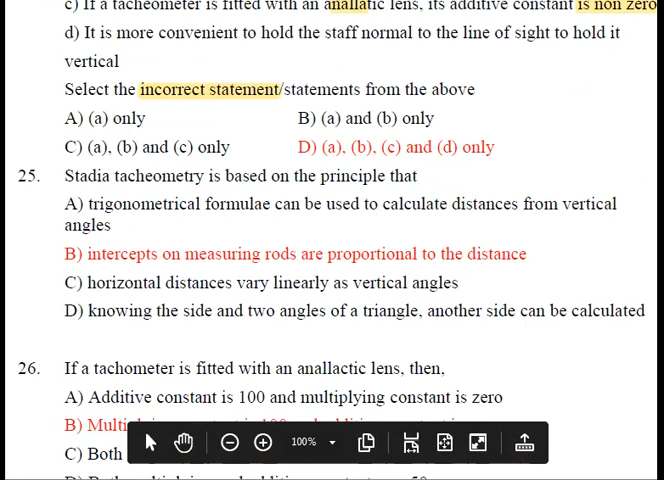 c) If a tacheometer is fitted with an anallatic lens, its additive constant is non zero
d) It is more convenient to hold the staff normal to the line of sight to hold it
vertical
Select the incorrect statement/statements from the above
A) (a) only B) (a) and (b) only
C) (a), (b) and (c) only D) (a), (b), (c) and (d) only
25. Stadia tacheometry is based on the principle that
A) trigonometrical formulae can be used to calculate distances from vertical
angles
B) intercepts on measuring rods are proportional to the distance
C) horizontal distances vary linearly as vertical angles
D) knowing the side and two angles of a triangle, another side can be calculated
26. If a tachometer is fitted with an anallactic lens, then,
A) Additive constant is 100 and multiplying constant is zero
B)
C) Both
100%